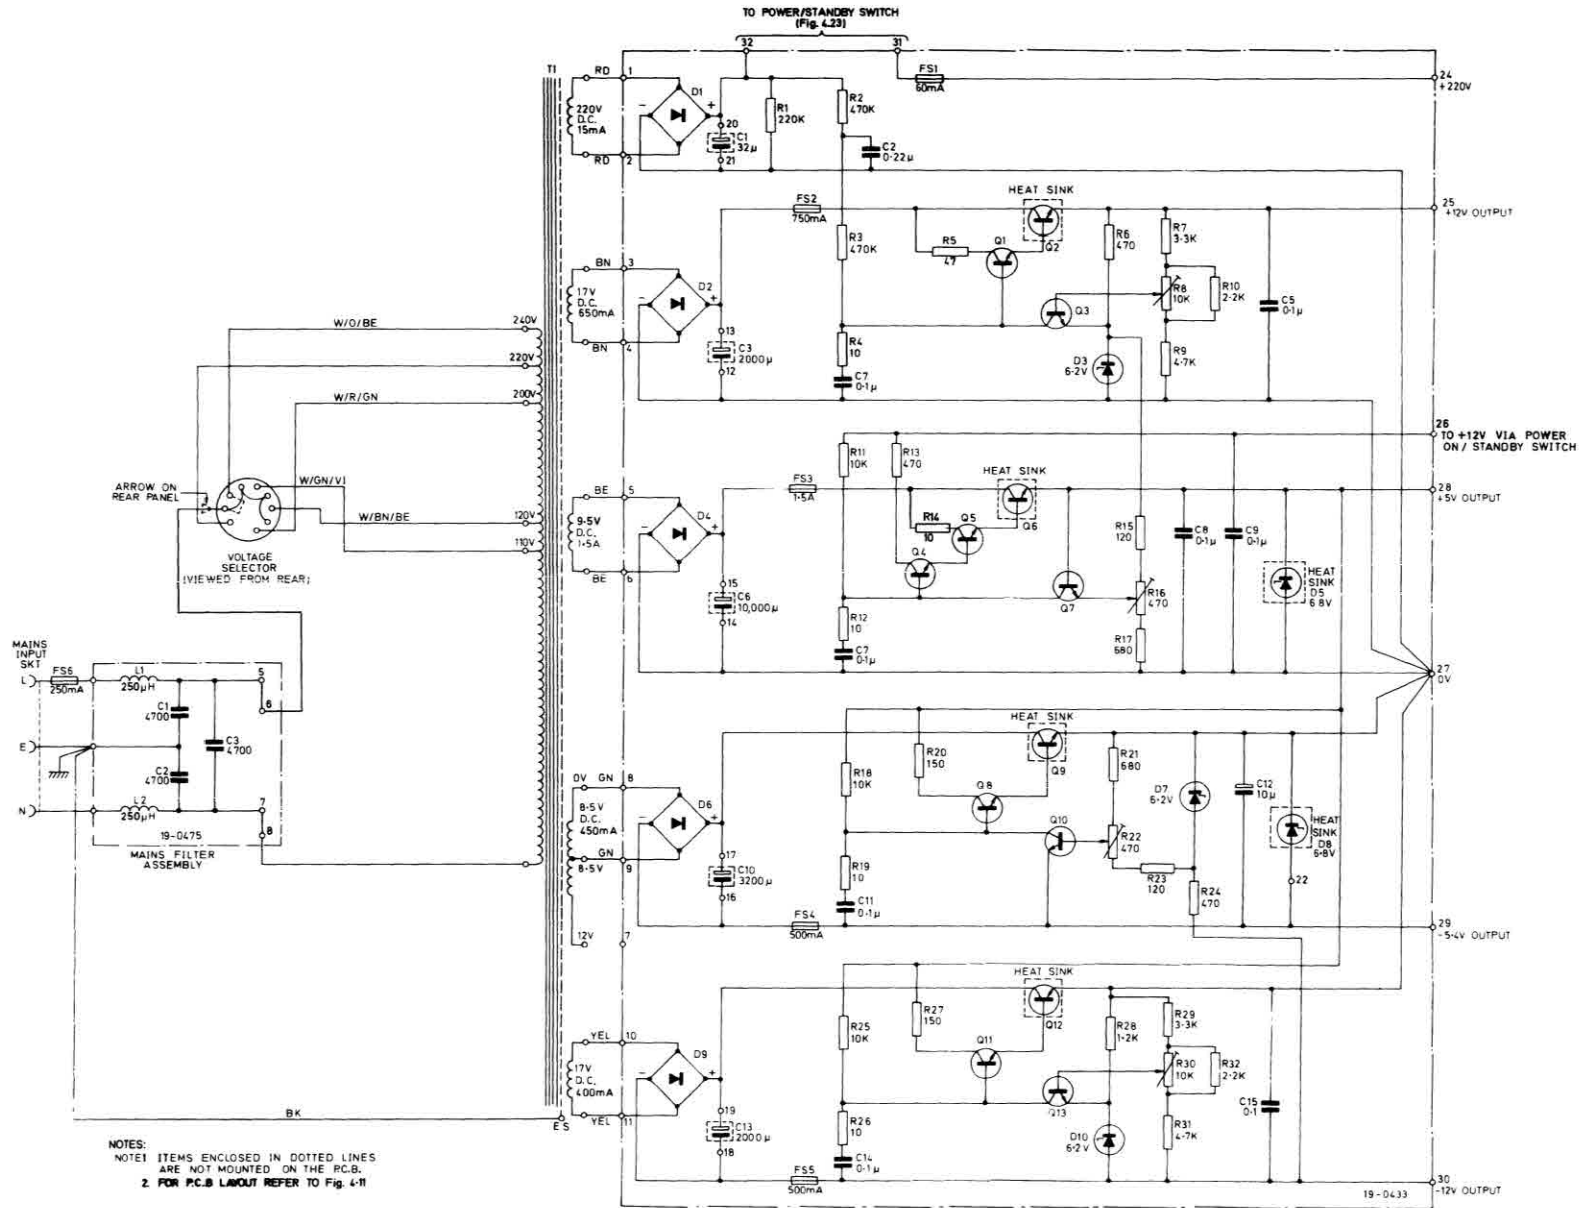 TO POWER/STANDBY SWITCH
(Fig. 4.23)
32
31
T1
RD
1
D1
FS1
60mA
24
+220V
220V
D.C.
15mA
-
+
20
C1
32µ
21
R1
220K
R2
470K
C2
0·22µ
RD
2
HEAT SINK
FS2
750mA
25
+12V OUTPUT
R3
470K
R5
47
Q1
Q2
R6
470
R7
3·3K
BN
3
D2
17V
D.C.
650mA
-
+
R8
10K
R10
2·2K
C5
0·1µ
Q3
W/O/BE
240V
BN
4
13
C3
2000µ
12
R4
10
C7
0·1µ
D3
6·2V
R9
4·7K
220V
W/R/GN
200V
26
TO +12V VIA POWER
ON / STANDBY SWITCH
R11
10K
R13
470
HEAT SINK
ARROW ON
REAR PANEL
W/GN/VI
BE
5
FS3
1·5A
28
+5V OUTPUT
W/BN/BE
120V
110V
9·5V
D.C.
1·5A
D4
-
+
R14
10
Q5
Q6
R15
120
C8
0·1µ
C9
0·1µ
VOLTAGE
SELECTOR
(VIEWED FROM REAR)
BE
6
15
C6
10,000µ
14
Q4
Q7
R16
470
HEAT
SINK
D5
6·8V
R12
10
C7
0·1µ
R17
680
MAINS
INPUT
SKT
L
FS6
250mA
L1
250µH
5
6
27
0V
C1
4700
C3
4700
E
C2
4700
HEAT SINK
R20
150
Q9
R21
680
R18
10K
0V
GN
8
8·5V
D.C.
450mA
D6
-
+
Q8
D7
6·2V
C12
10µ
N
L2
250µH
7
8
19-0475
MAINS FILTER
ASSEMBLY
Q10
R22
470
HEAT
SINK
D8
6·8V
GN
9
8·5V
17
C10
3200µ
16
R19
10
R23
120
R24
470
22
C11
0·1µ
FS4
500mA
29
-5·4V OUTPUT
12V
7
HEAT SINK
R27
150
Q12
R25
10K
R28
1·2K
R29
3·3K
YEL
10
17V
D.C.
400mA
D9
-
+
Q11
R30
10K
R32
2·2K
Q13
C15
0·1
BK
E S
YEL
11
19
C13
2000µ
18
R26
10
D10
6·2V
R31
4·7K
C14
0·1µ
FS5
500mA
30
-12V OUTPUT
19-0433
NOTES:
NOTE1 ITEMS ENCLOSED IN DOTTED LINES
ARE NOT MOUNTED ON THE P.C.B.
2. FOR P.C.B LAYOUT REFER TO Fig. 4·11